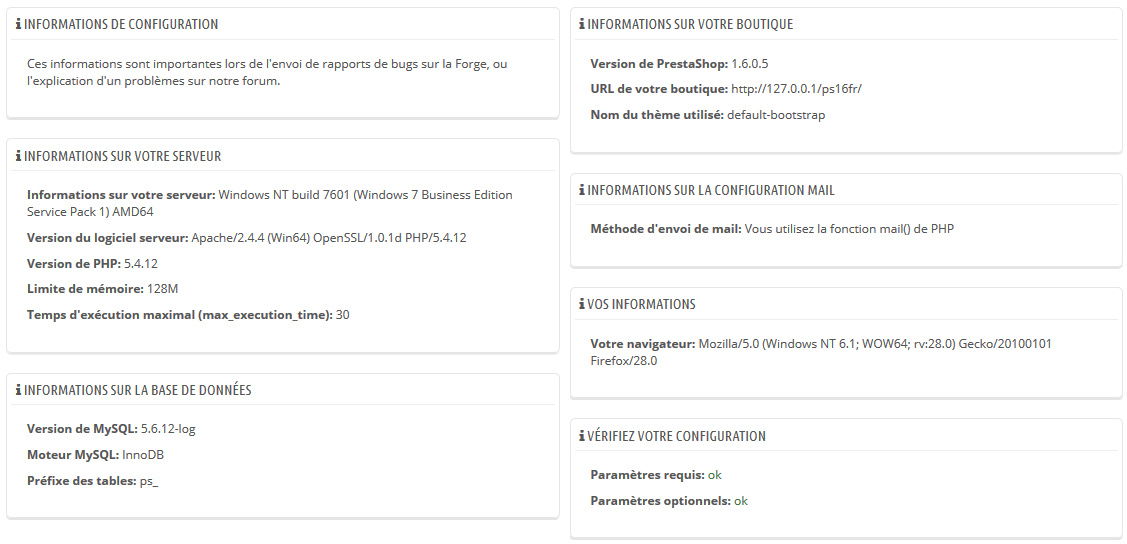 INFORMATIONS DE CONFIGURATION
Ces informations sont importantes lors de l'envoi de rapports de bugs sur la Forge, ou
l'explication d'un problèmes sur notre forum.
INFORMATIONS SUR VOTRE SERVEUR
Informations sur votre serveur: Windows NT build 7601 (Windows 7 Business Edition
Service Pack 1) AMD64
Version du logiciel serveur: Apache/2.4.4 (Win64) OpenSSL/1.0.1d PHP/5.4.12
Version de PHP: 5.4.12
Limite de mémoire: 128M
Temps d'exécution maximal (max_execution_time): 30
INFORMATIONS SUR LA BASE DE DONNÉES
Version de MySQL: 5.6.12-log
Moteur MySQL: InnoDB
Préfixe des tables: ps_
INFORMATIONS SUR VOTRE BOUTIQUE
Version de PrestaShop: 1.6.0.5
URL de votre boutique: http://127.0.0.1/ps16fr/
Nom du thème utilisé: default-bootstrap
INFORMATIONS SUR LA CONFIGURATION MAIL
Méthode d'envoi de mail: Vous utilisez la fonction mail() de PHP
VOS INFORMATIONS
Votre navigateur: Mozilla/5.0 (Windows NT 6.1; WOW64; rv:28.0) Gecko/20100101
Firefox/28.0
VÉRIFIEZ VOTRE CONFIGURATION
Paramètres requis: ok
Paramètres optionnels: ok